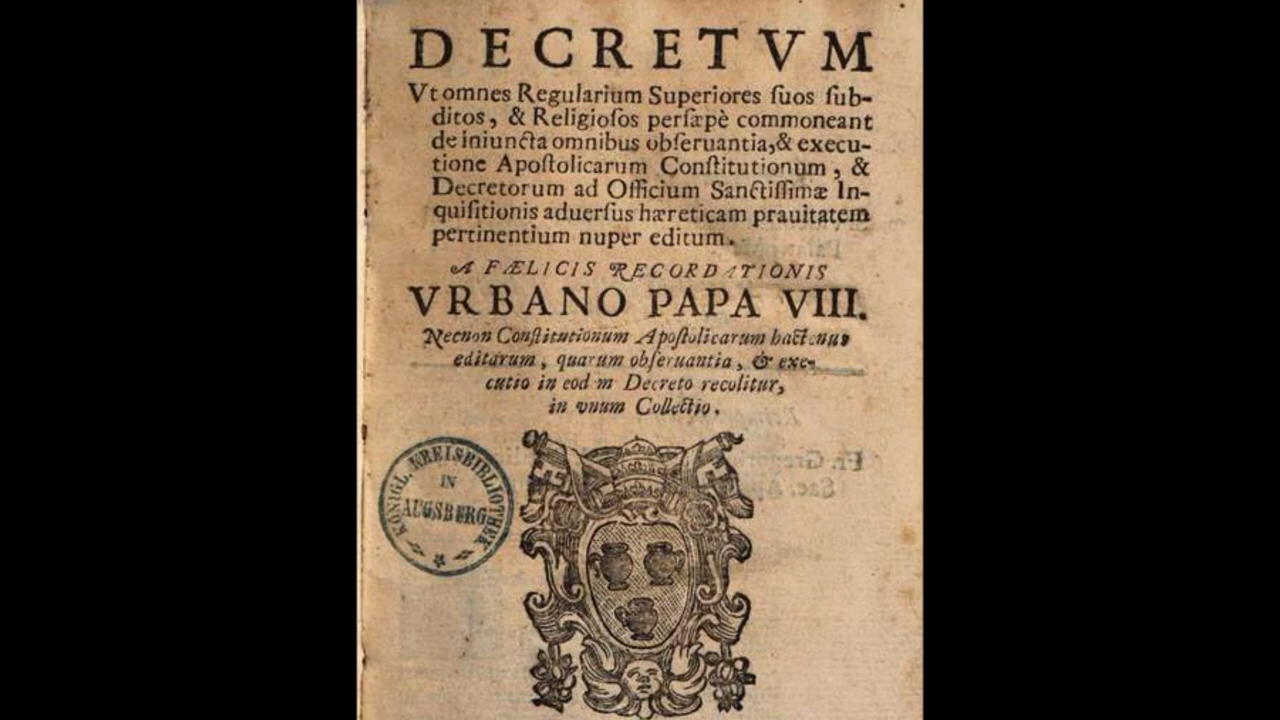 DECRETVM
Vt omnes Regularium Superiores ſuos ſub-
ditos, & Religioſos perſæpè commoneant
de iniuncta omnibus obſeruantia, & execu-
tione Apoſtolicarum Conſtitutionum, &
Decretorum ad Officium Sanctiſſimæ In-
quiſitionis aduerſus hæreticam prauitatem
pertinentium nuper editum.
A FÆLICIS RECORDATIONIS
VRBANO PAPA VIII.
Necnon Conſtitutionum Apoſtolicarum hactenus
editarum, quarum obſeruantia, & exe-
cutio in eod m Decreto recolitur,
in vnum Collectio.
KÖNIGL. KREISBIBLIOTHEK
IN
AUGSBURG